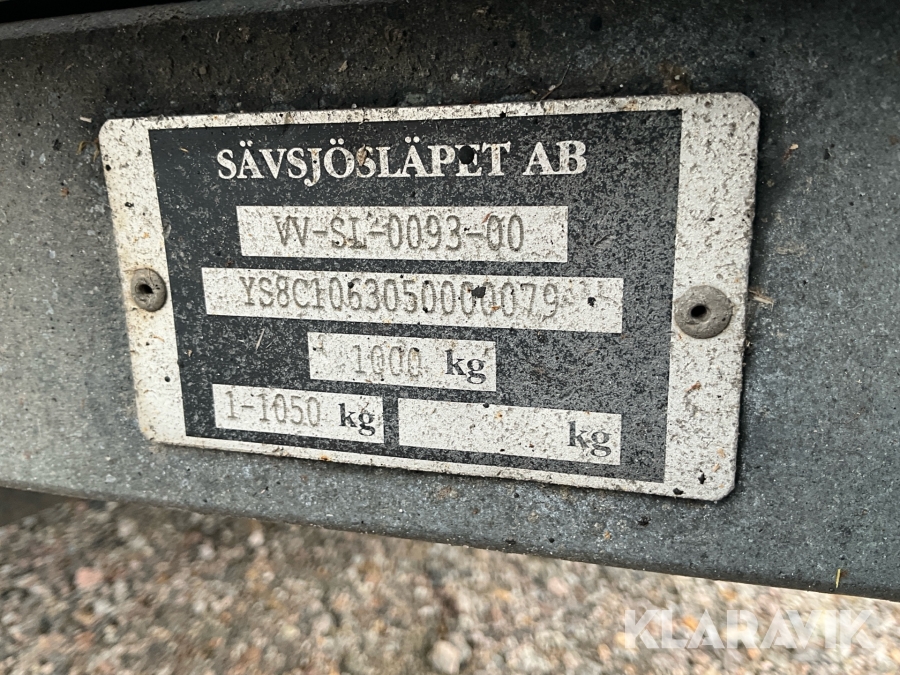 SÄVSJÖSLÄPET AB
VV-SL-0093-00
YS8C1063050000079
1000 kg
1-1050 kg
kg
KLARAVIK